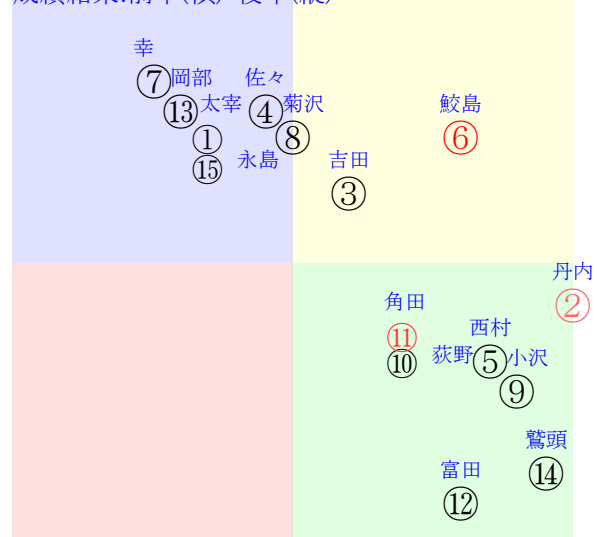 幸
⑦ 岡部 佐々
⑬ 太宰 ④ 菊沢 鮫島
① ⑧ ⑥
⑮ 永島 吉田
③
丹内
角田 ②
西村
⑪ 荻野 ⑤ 小沢
⑩ ⑨
鷲頭
富田 ⑭
⑫